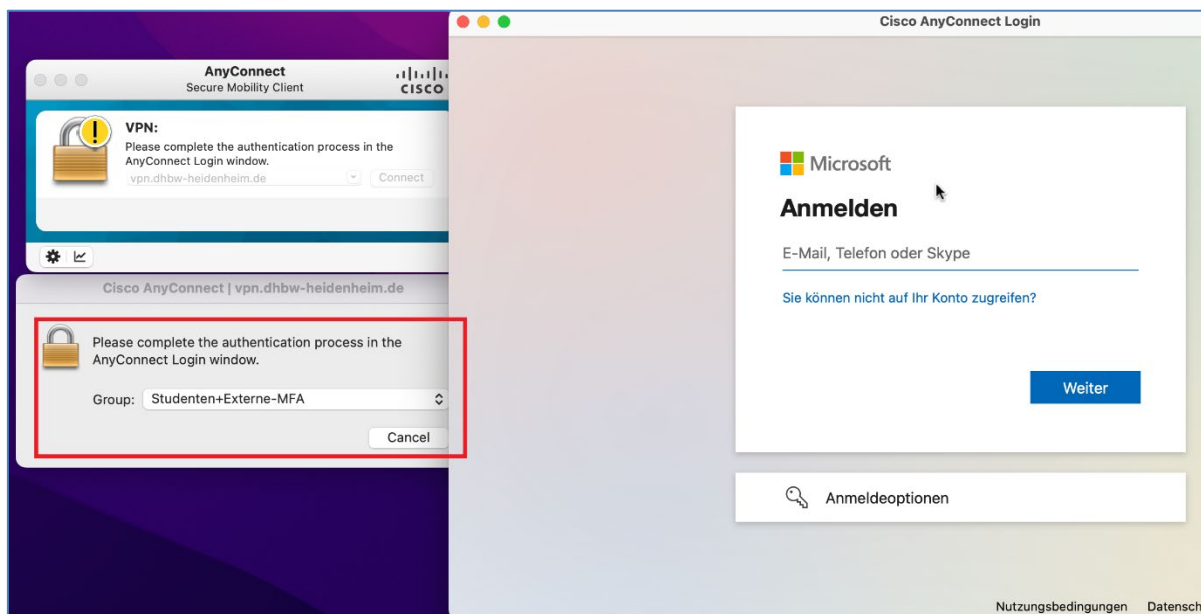 Cisco AnyConnect Login
AnyConnect
Secure Mobility Client
CISCO
VPN:
Please complete the authentication process in the
AnyConnect Login window.
vpn.dhbw-heidenheim.de
Connect
Cisco AnyConnect | vpn.dhbw-heidenheim.de
Please complete the authentication process in the
AnyConnect Login window.
Group: Studenten+Externe-MFA
Cancel
Microsoft
Anmelden
E-Mail, Telefon oder Skype
Sie können nicht auf Ihr Konto zugreifen?
Weiter
Anmeldeoptionen
Nutzungsbedingungen Datensch